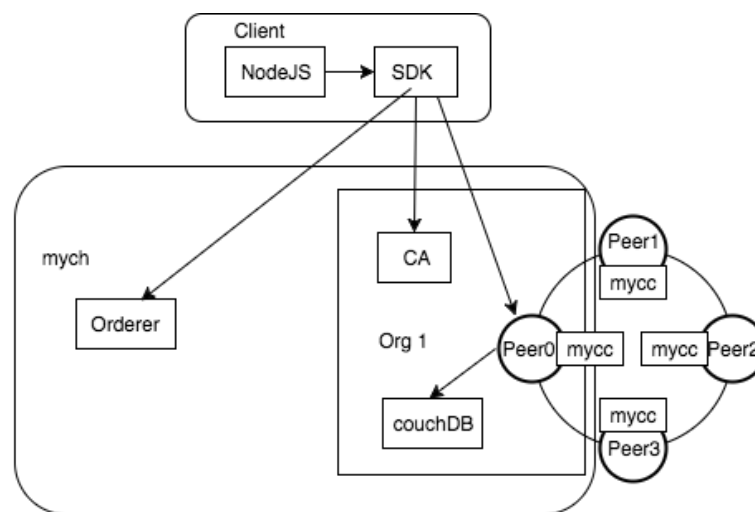 Client
NodeJS
SDK
mych
Orderer
CA
Org 1
couchDB
Peer0
mycc
Peer1
mycc
mycc
Peer2
mycc
Peer3